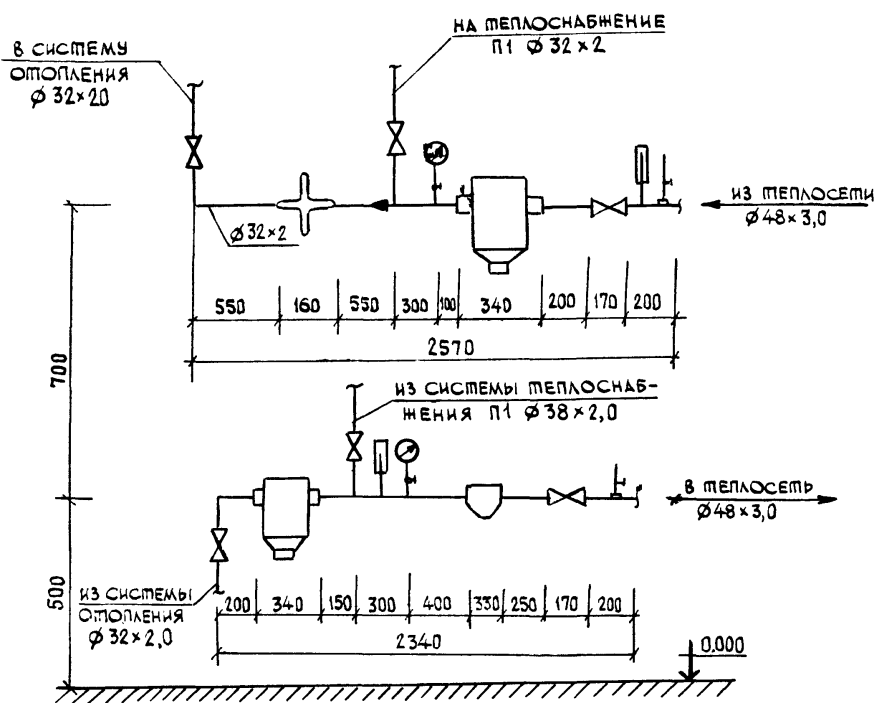 В СИСТЕМУ
ОТОПЛЕНИЯ
Ø 32×20
НА ТЕПЛОСНАБЖЕНИЕ
П1 Ø 32×2
ИЗ ТЕПЛОСЕТИ
Ø48×3,0
Ø32×2
550 160 550 300 100 340 200 170 200
2570
700
ИЗ СИСТЕМЫ ТЕПЛОСНАБ-
ЖЕНИЯ П1 Ø 38×2,0
В ТЕПЛОСЕТЬ
Ø48×3,0
500
ИЗ СИСТЕМЫ
ОТОПЛЕНИЯ
Ø 32×2,0
200 340 150 300 400 330 250 170 200
2340
0.000